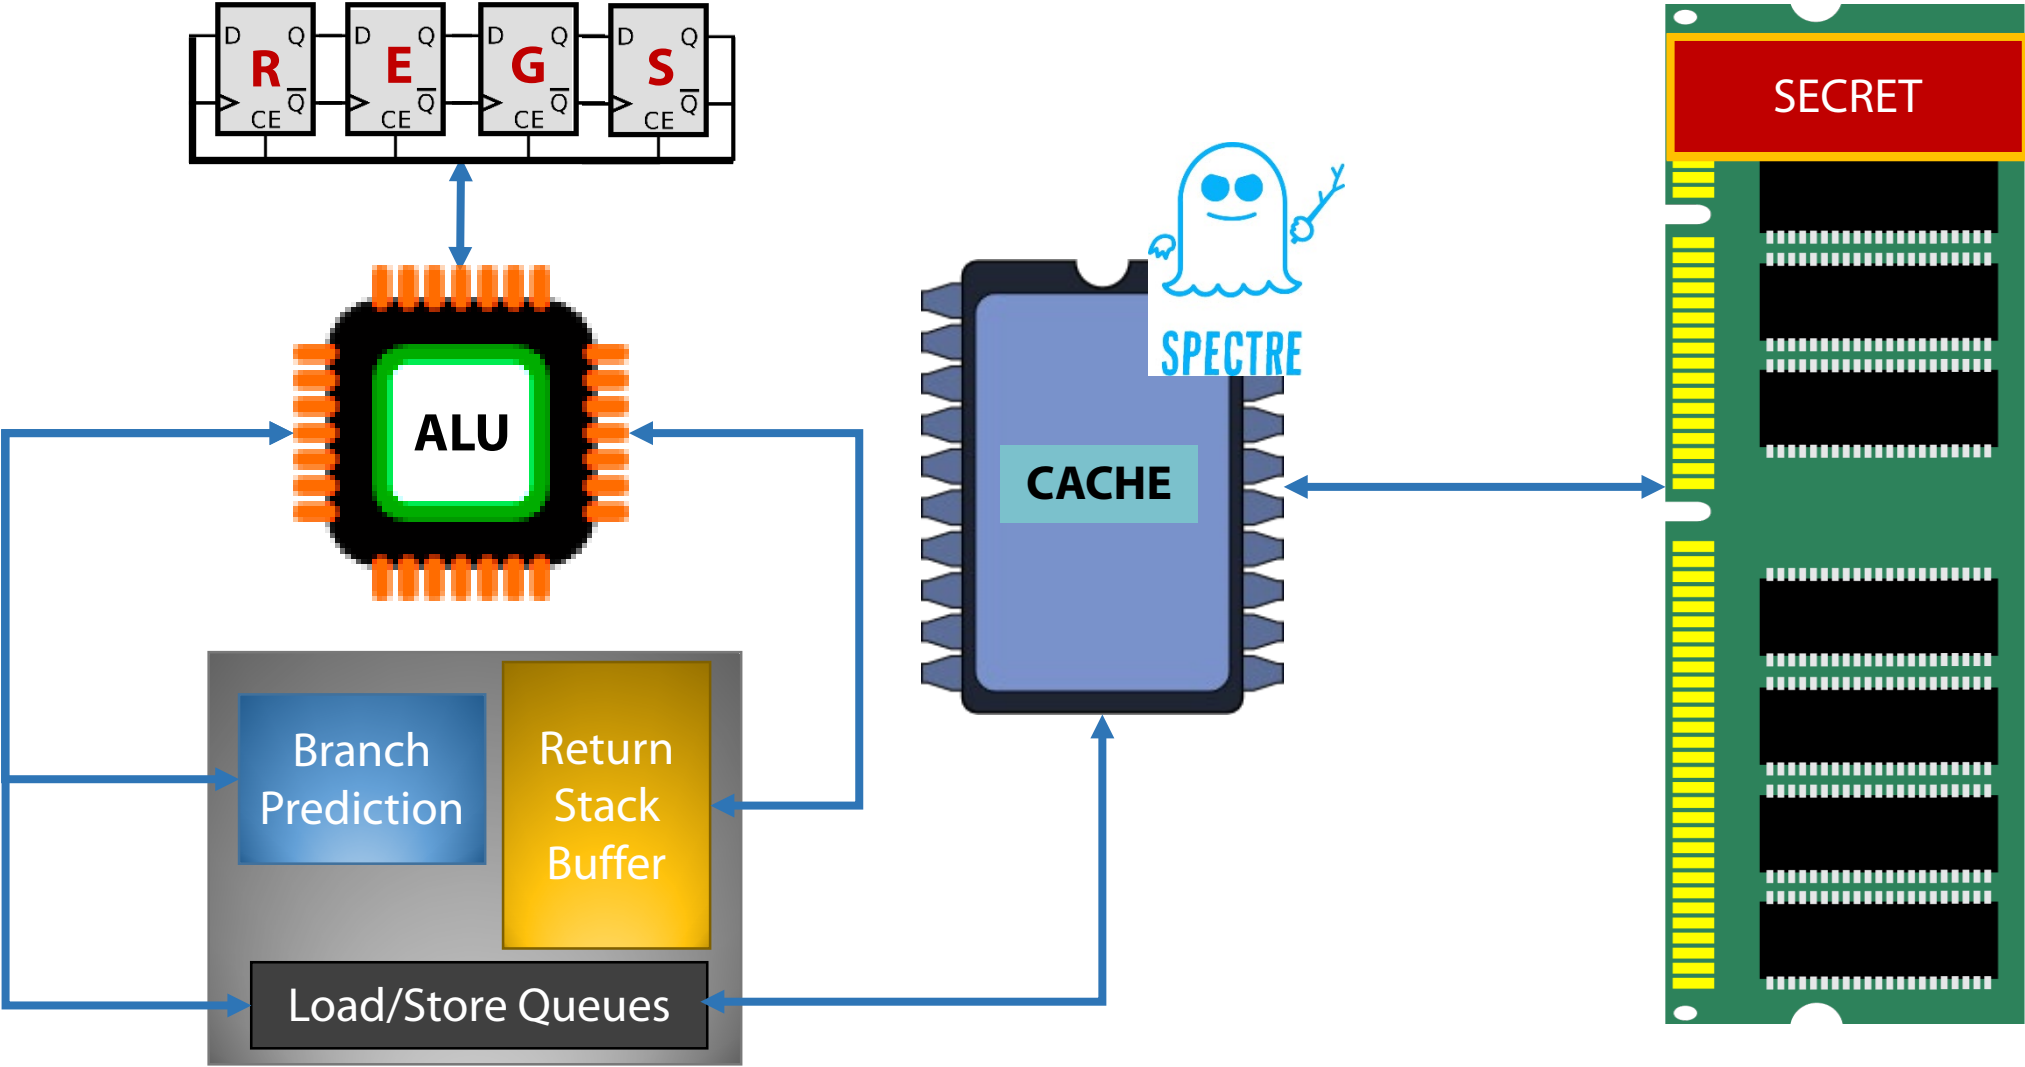 D Q D Q D Q D Q
R E G S
Q Q Q Q
CE CE CE CE
SECRET
SPECTRE
ALU
CACHE
Branch
Prediction
Return
Stack
Buffer
Load/Store Queues